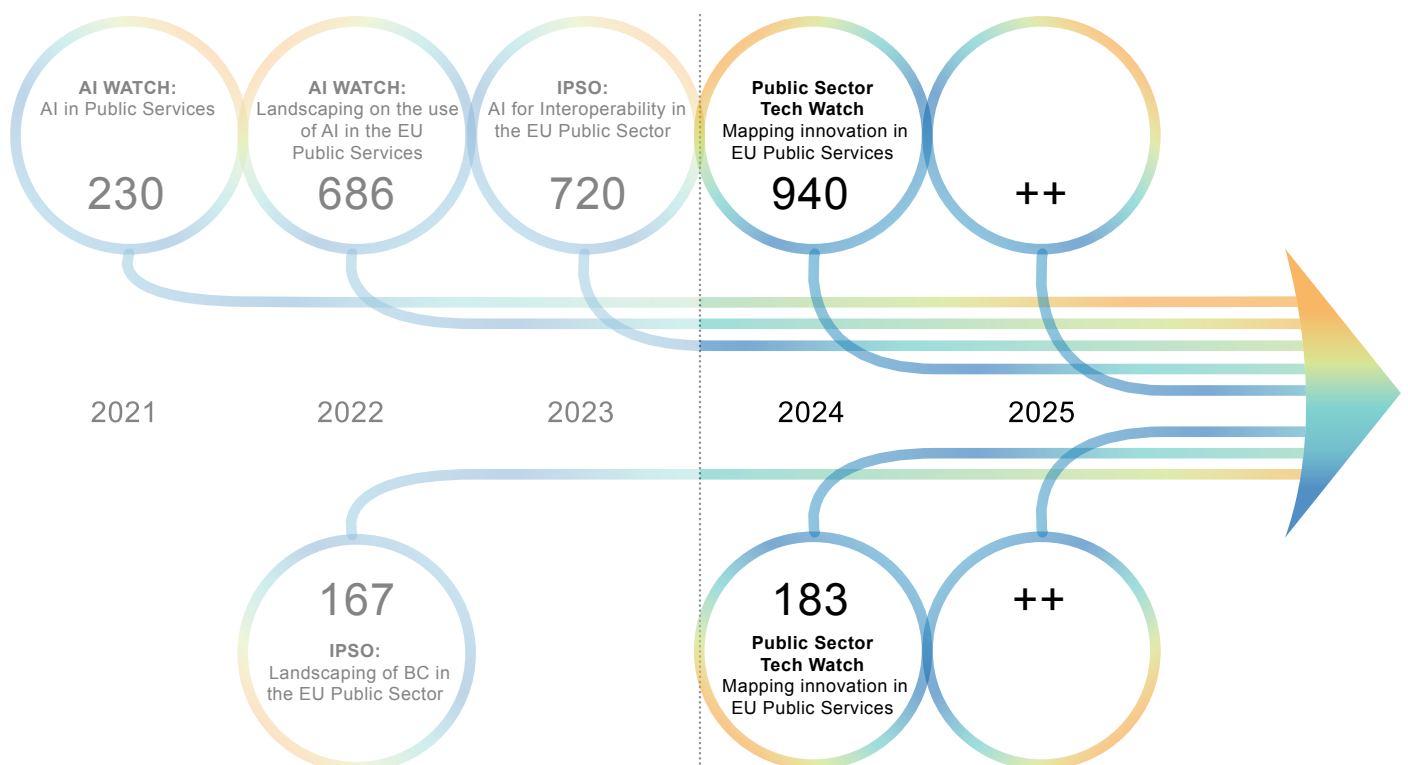 AI WATCH:
AI in Public Services
230
AI WATCH:
Landscaping on the use
of AI in the EU
Public Services
686
IPSO:
AI for Interoperability in
the EU Public Sector
720
Public Sector
Tech Watch
Mapping innovation in
EU Public Services
940
++
2021
2022
2023
2024
2025
167
IPSO:
Landscaping of BC in
the EU Public Sector
183
Public Sector
Tech Watch
Mapping innovation in
EU Public Services
++